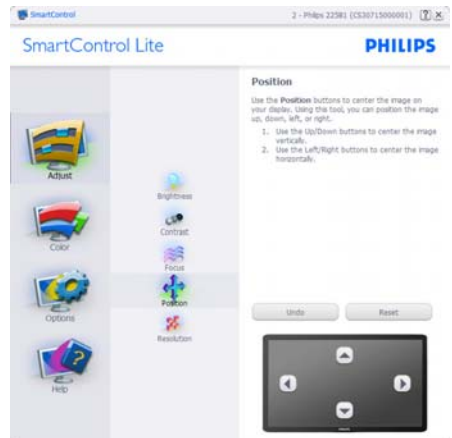 SmartControl
2 - Philips 225B1 (CS30715000001)
SmartControl Lite
PHILIPS
Adjust
Color
Options
Help
Brightness
Contrast
Focus
Position
Resolution
Position
Use the Position buttons to center the image on
your display. Using this tool, you can position the image
up, down, left, or right.
1. Use the Up/Down buttons to center the image
vertically.
2. Use the Left/Right buttons to center the image
horizontally.
Undo
Reset